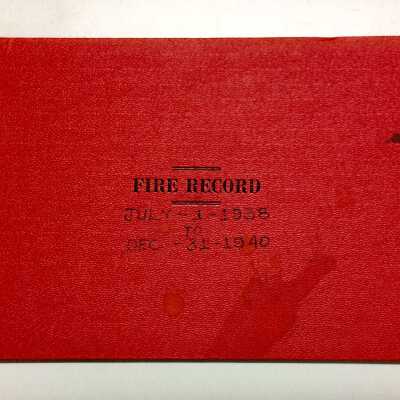 FIRE RECORD
JULY-1-1938
TO
DEC -31-1940